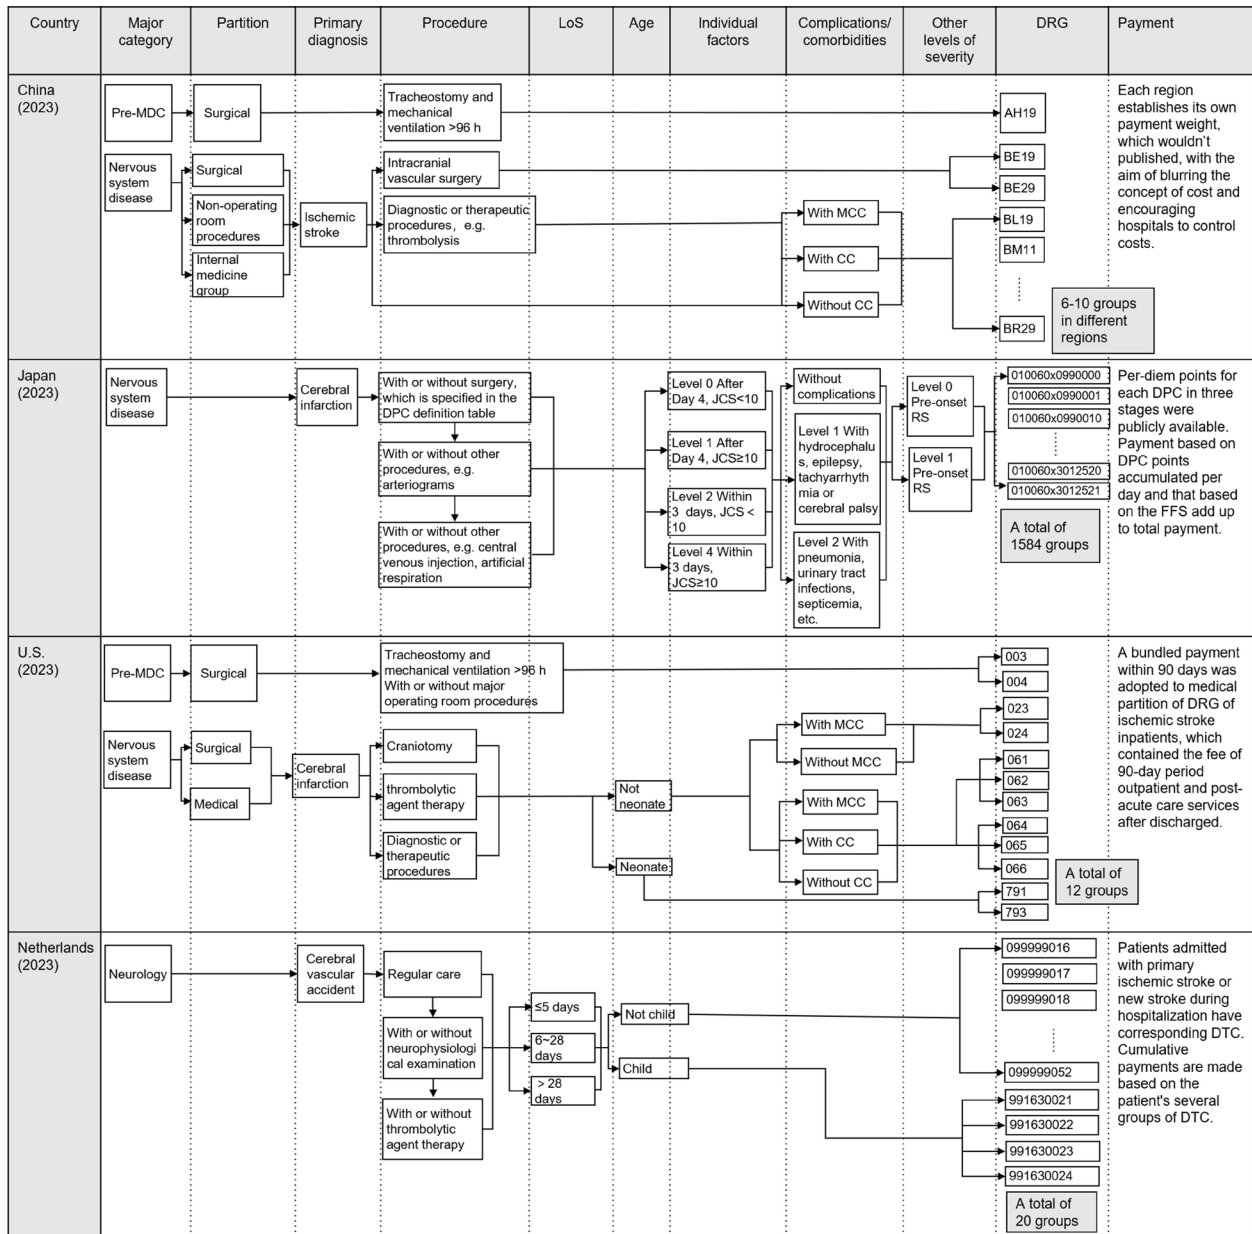 Country
Major
category
Partition
Primary
diagnosis
Procedure
LoS
Age
Individual
factors
Complications/
comorbidities
Other
levels of
severity
DRG
Payment
China
(2023)
Pre-MDC
Surgical
Tracheostomy and
mechanical
ventilation >96 h
AH19
Nervous
system
disease
Surgical
Non-operating
room
procedures
Internal
medicine
group
Ischemic
stroke
Intracranial
vascular surgery
Diagnostic or therapeutic
procedures, e.g.
thrombolysis
With MCC
With CC
Without CC
BE19
BE29
BL19
BM11
BR29
6-10 groups
in different
regions
Each region
establishes its own
payment weight,
which wouldn't
published, with the
aim of blurring the
concept of cost and
encouraging
hospitals to control
costs.
Japan
(2023)
Nervous
system
disease
Cerebral
infarction
With or without surgery,
which is specified in the
DPC definition table
With or without other
procedures, e.g.
arteriograms
With or without other
procedures, e.g. central
venous injection, artificial
respiration
Level 0 After
Day 4, JCS<10
Level 1 After
Day 4, JCS≥10
Level 2 Within
3 days, JCS <
10
Level 4 Within
3 days,
JCS≥10
Without
complications
Level 1 With
hydrocephalu
s, epilepsy,
tachyarrhyth
mia or
cerebral palsy
Level 2 With
pneumonia,
urinary tract
infections,
septicemia,
etc.
Level 0
Pre-onset
RS
Level 1
Pre-onset
RS
010060x0990000
010060x0990001
010060x0990010
010060x3012520
010060x3012521
A total of
1584 groups
Per-diem points for
each DPC in three
stages were
publicly available.
Payment based on
DPC points
accumulated per
day and that based
on the FFS add up
to total payment.
U.S.
(2023)
Pre-MDC
Surgical
Tracheostomy and
mechanical ventilation >96 h
With or without major
operating room procedures
003
004
Nervous
system
disease
Surgical
Medical
Cerebral
infarction
Craniotomy
thrombolytic
agent therapy
Diagnostic or
therapeutic
procedures
Not
neonate
Neonate
With MCC
Without MCC
With MCC
With CC
Without CC
023
024
061
062
063
064
065
066
791
793
A total of
12 groups
A bundled payment
within 90 days was
adopted to medical
partition of DRG of
ischemic stroke
inpatients, which
contained the fee of
90-day period
outpatient and post-
acute care services
after discharged.
Netherlands
(2023)
Neurology
Cerebral
vascular
accident
Regular care
With or without
neurophysiologi
cal examination
With or without
thrombolytic
agent therapy
≤5 days
6~28
days
> 28
days
Not child
Child
099999016
099999017
099999018
099999052
991630021
991630022
991630023
991630024
A total of
20 groups
Patients admitted
with primary
ischemic stroke or
new stroke during
hospitalization have
corresponding DTC.
Cumulative
payments are made
based on the
patient's several
groups of DTC.